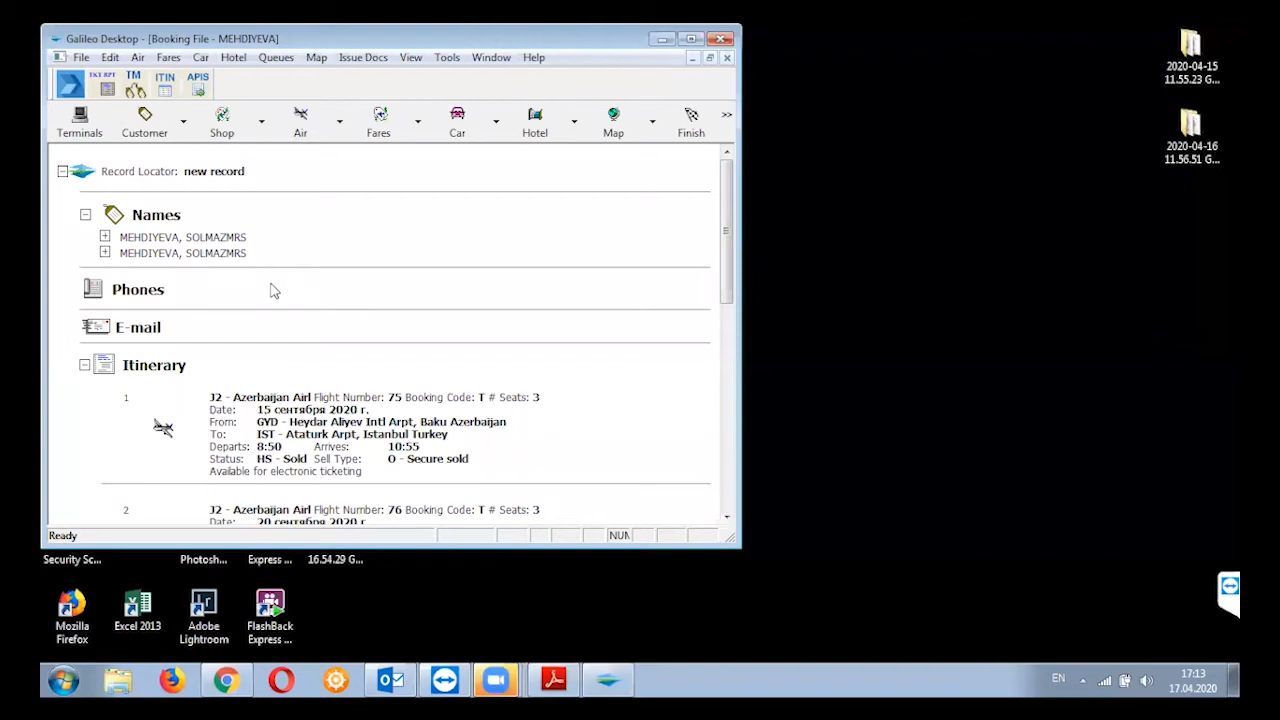 Galileo Desktop - [Booking File - MEHDIYEVA]
File Edit Air Fares Car Hotel Queues Map Issue Docs View Tools Window Help
TKT RPT TM ITIN APIS
Terminals Customer Shop Air Fares Car Hotel Map Finish
Record Locator: new record
Names
MEHDIYEVA, SOLMAZMRS
MEHDIYEVA, SOLMAZMRS
Phones
E-mail
Itinerary
1 J2 - Azerbaijan Airl Flight Number: 75 Booking Code: T # Seats: 3
Date: 15 сентября 2020 г.
From: GYD - Heydar Aliyev Intl Arpt, Baku Azerbaijan
To: IST - Ataturk Arpt, Istanbul Turkey
Departs: 8:50 Arrives: 10:55
Status: HS - Sold Sell Type: O - Secure sold
Available for electronic ticketing
2 J2 - Azerbaijan Airl Flight Number: 76 Booking Code: T # Seats: 3
Date: 20 сентября 2020 г.
Ready NUM
2020-04-15
11.55.23 G...
2020-04-16
11.56.51 G...
Security Sc... Photosh... Express ... 16.54.29 G...
Mozilla
Firefox
Excel 2013
Adobe
Lightroom
FlashBack
Express ...
EN
17:13
17.04.2020